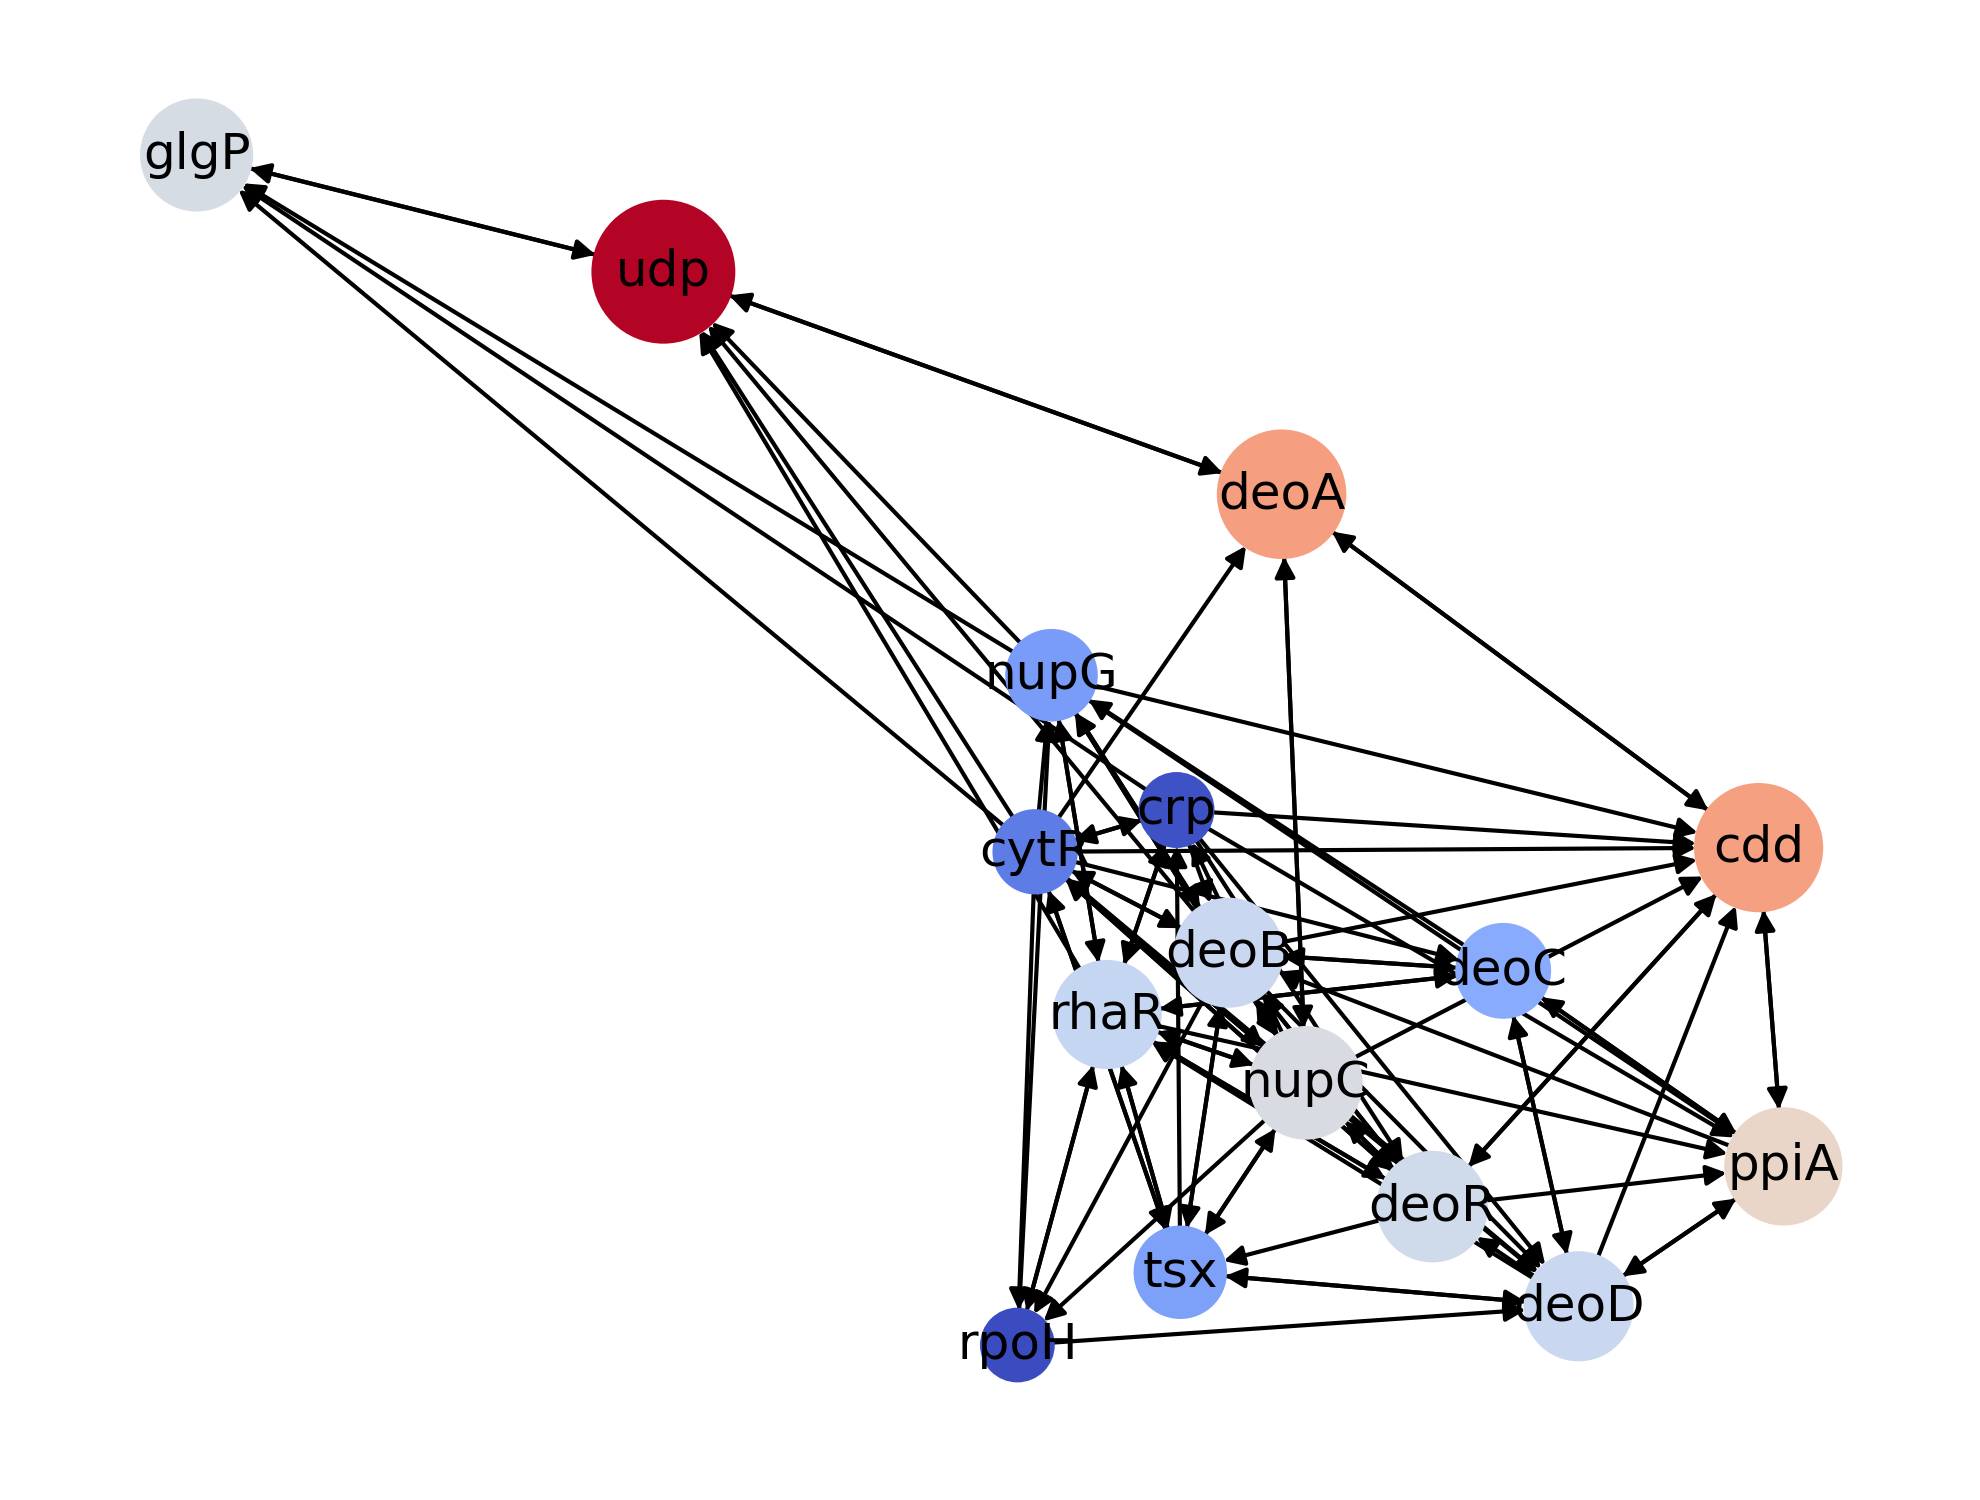 glgP
udp
deoA
nupG
crp
cytR
cdd
deoB
deoC
rhaR
nupC
ppiA
deoR
tsx
deoD
rpoH